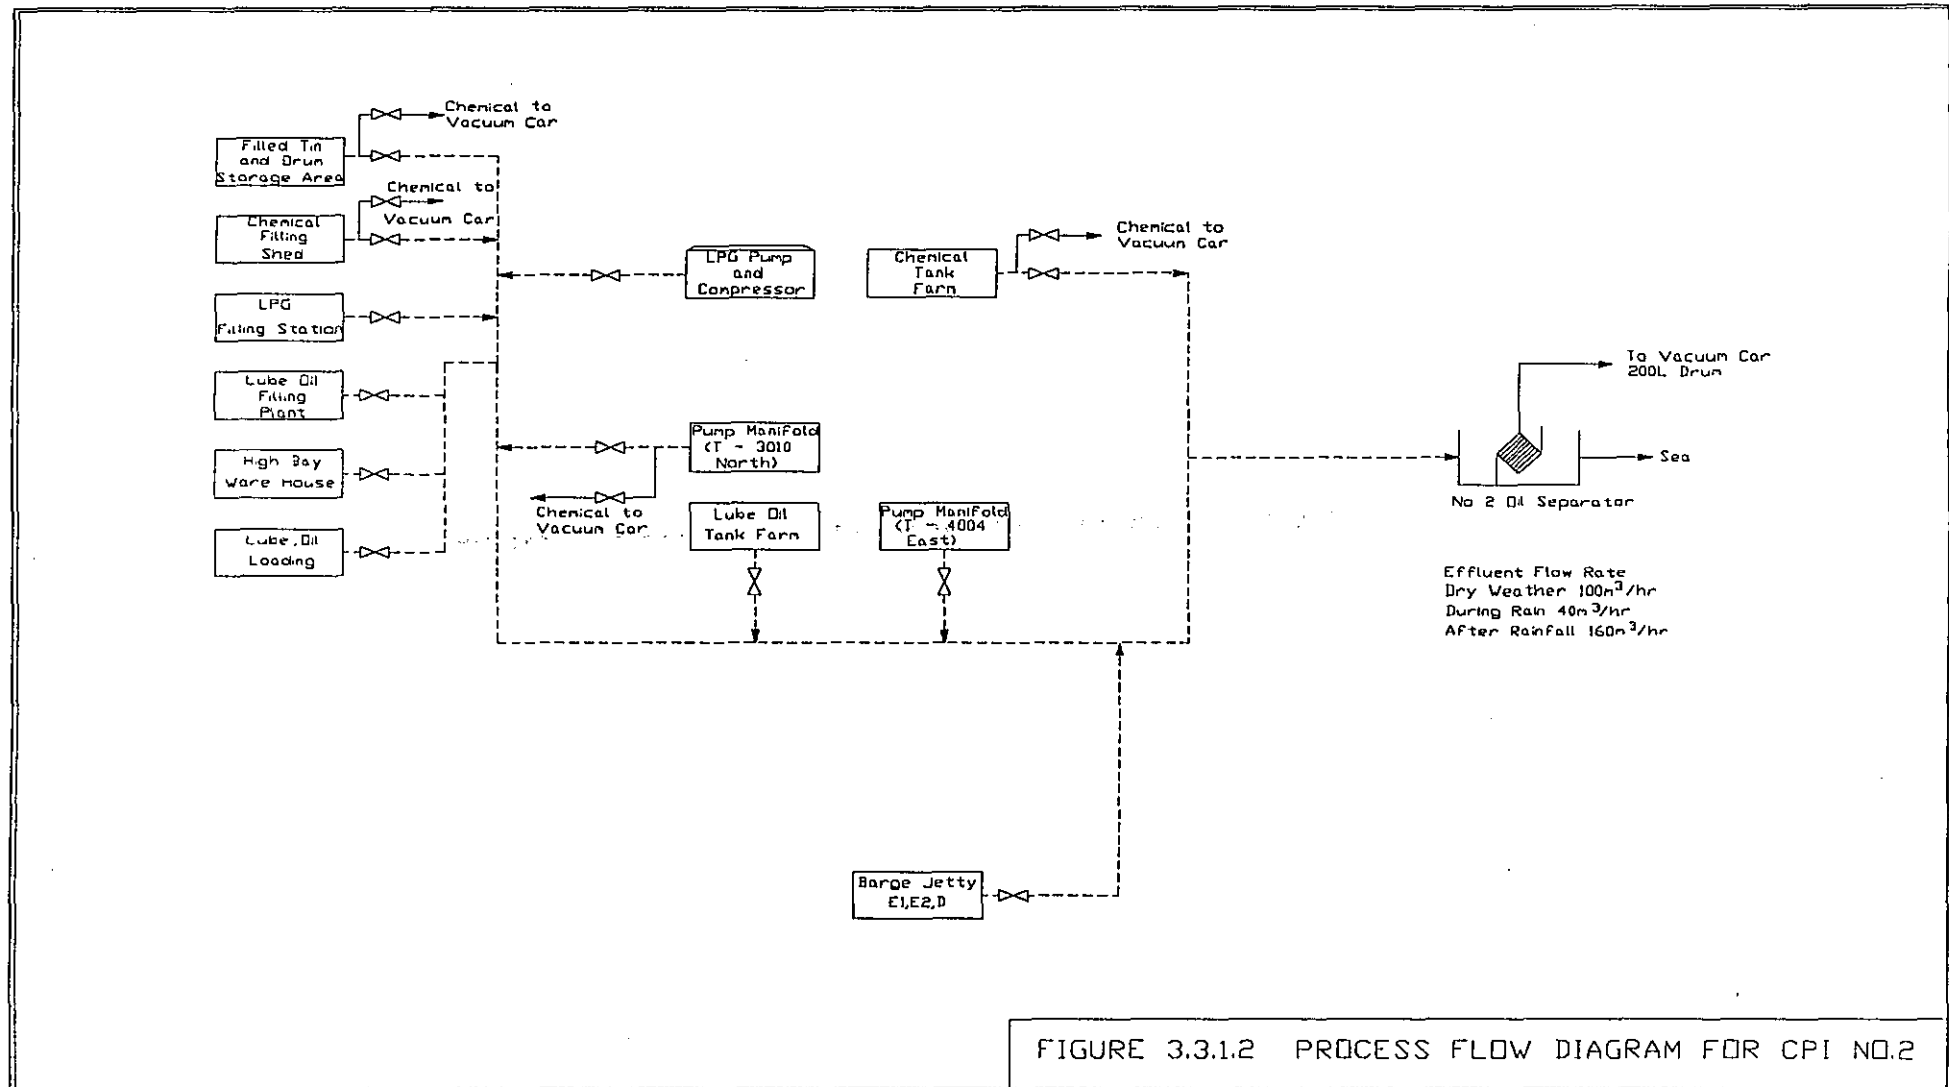 Chemical to
Vacuum Car
Filled Tin
and Drum
Storage Area
Chemical to
Vacuum Car
Chemical
Filling
Shed
LPG Pump
and
Compressor
Chemical
Tank
Farm
Chemical to
Vacuum Car
LPG
Filling Station
Lube Oil
Filling
Plant
To Vacuum Car
200L Drum
Pump Manifold
(T - 3010
North)
High Bay
Ware House
Sea
No 2 Oil Separator
Chemical to
Vacuum Car
Lube Oil
Tank Farm
Pump Manifold
(T - 4004
East)
Lube Oil
Loading
Effluent Flow Rate
Dry Weather 100m³/hr
During Rain 40m³/hr
After Rainfall 160m³/hr
Barge Jetty
E1,E2,D
FIGURE 3.3.1.2 PROCESS FLOW DIAGRAM FOR CPI NO.2